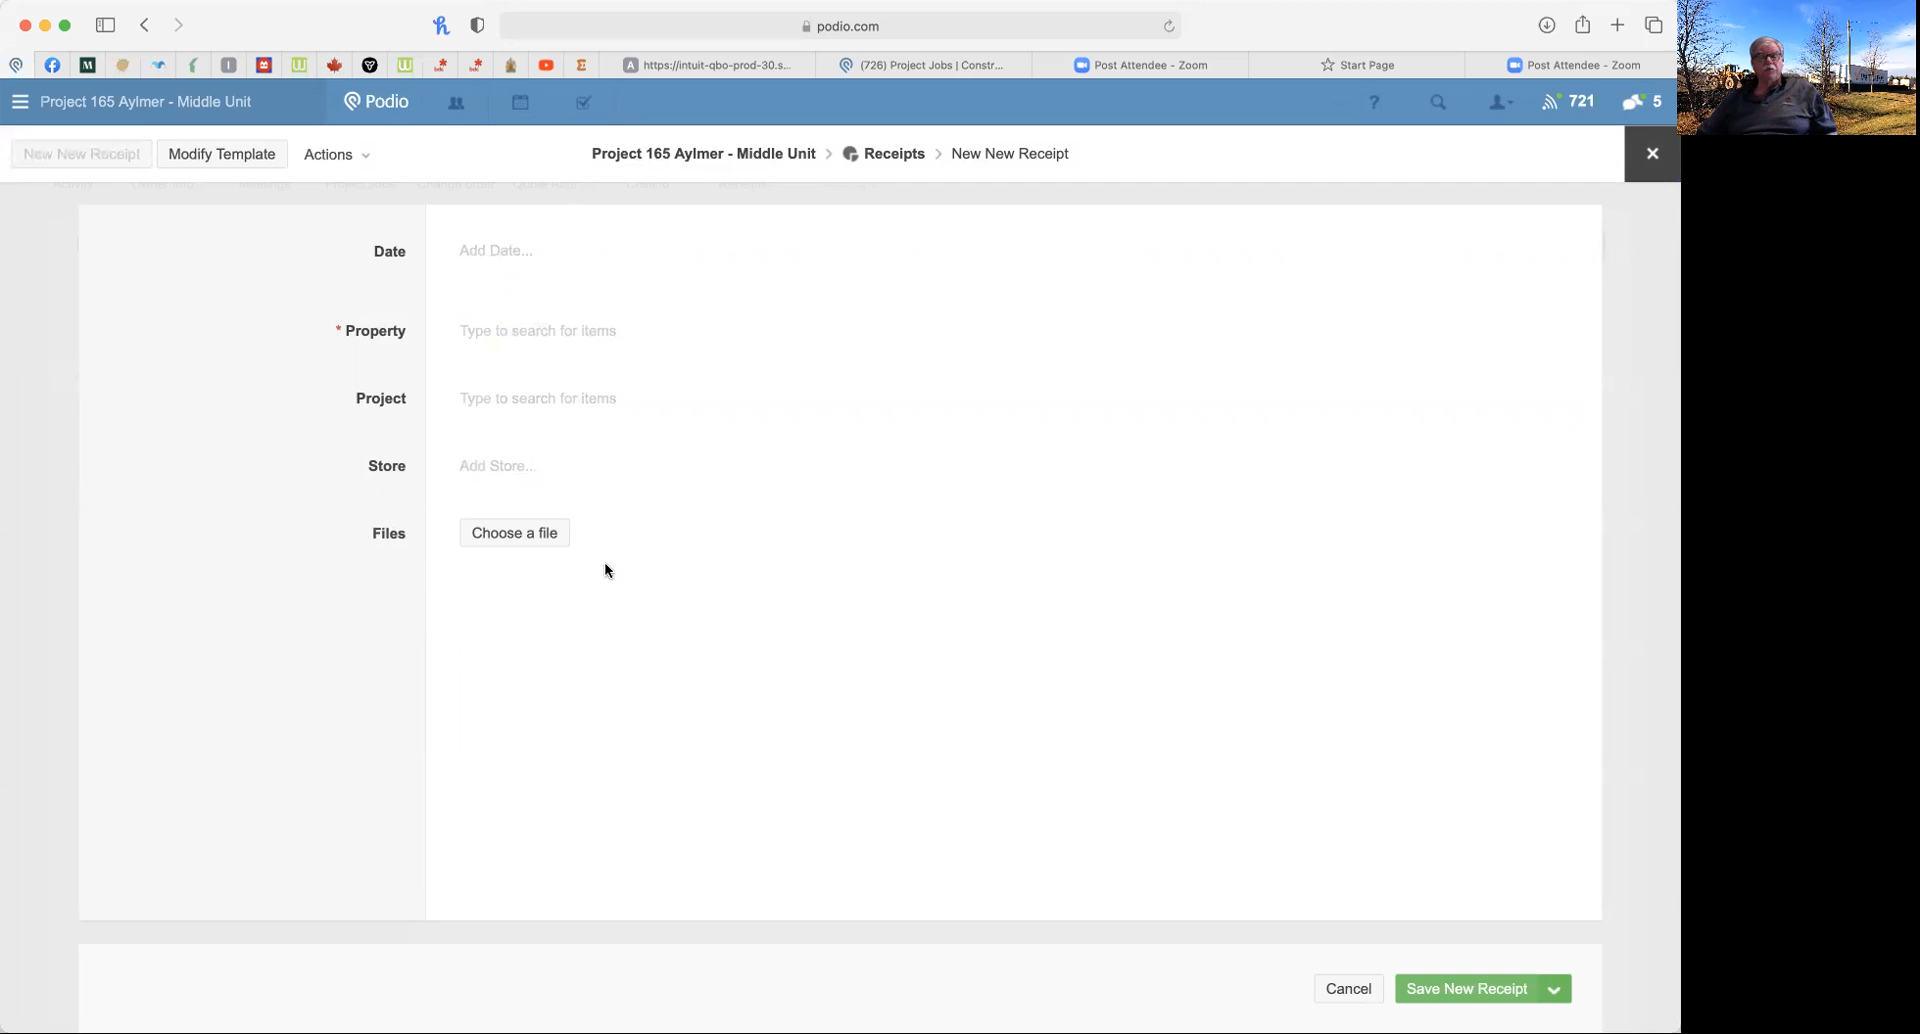 podio.com
https://intuit-qbo-prod-30.s...
(726) Project Jobs | Constr...
Post Attendee - Zoom
Start Page
Post Attendee - Zoom
Project 165 Aylmer - Middle Unit
Podio
721
5
New New Receipt
Modify Template
Actions
Project 165 Aylmer - Middle Unit > Receipts > New New Receipt
Date
Add Date...
* Property
Type to search for items
Project
Type to search for items
Store
Add Store...
Files
Choose a file
Cancel
Save New Receipt